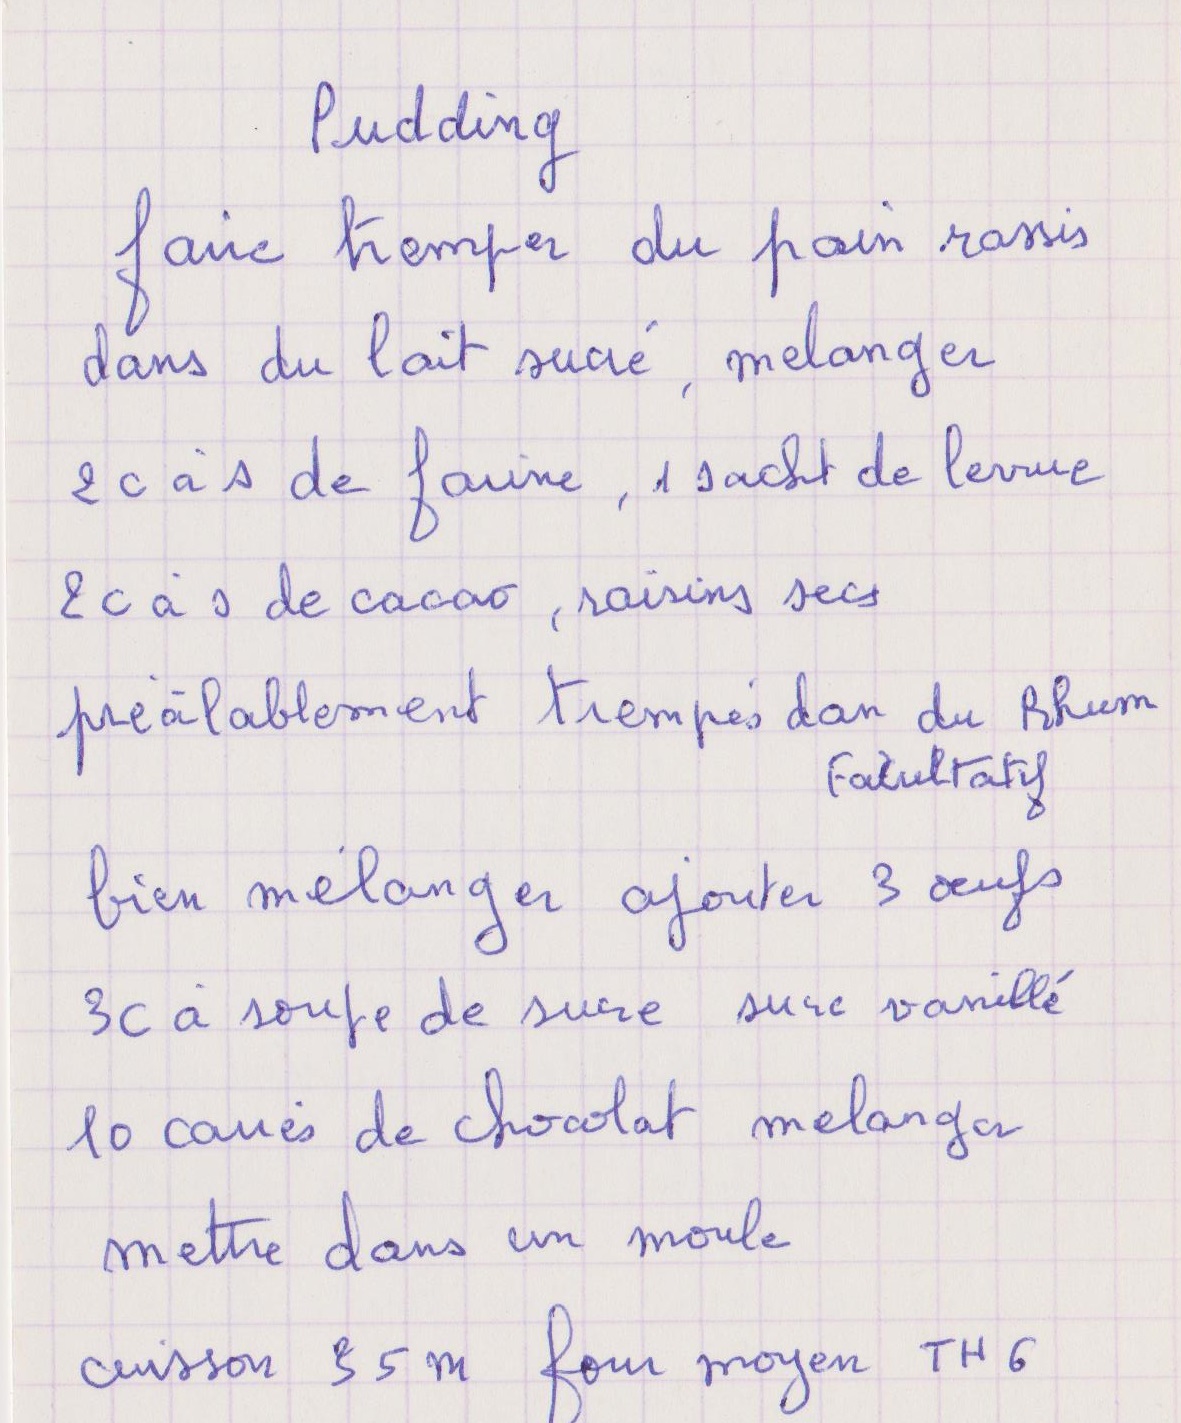 Pudding
faire tremper du pain rassis
dans du lait sucré, melanger
2 c à s de farine, 1 sacht de levure
2 c à s de cacao, raisins secs
préalablement trempés dan du Rhum
Facultatif
bien mélanger ajouter 3 œufs
3 c à soupe de sucre sucre vanillé
10 carrés de chocolat melanger
mettre dans un moule
cuisson 35 m four moyen TH 6